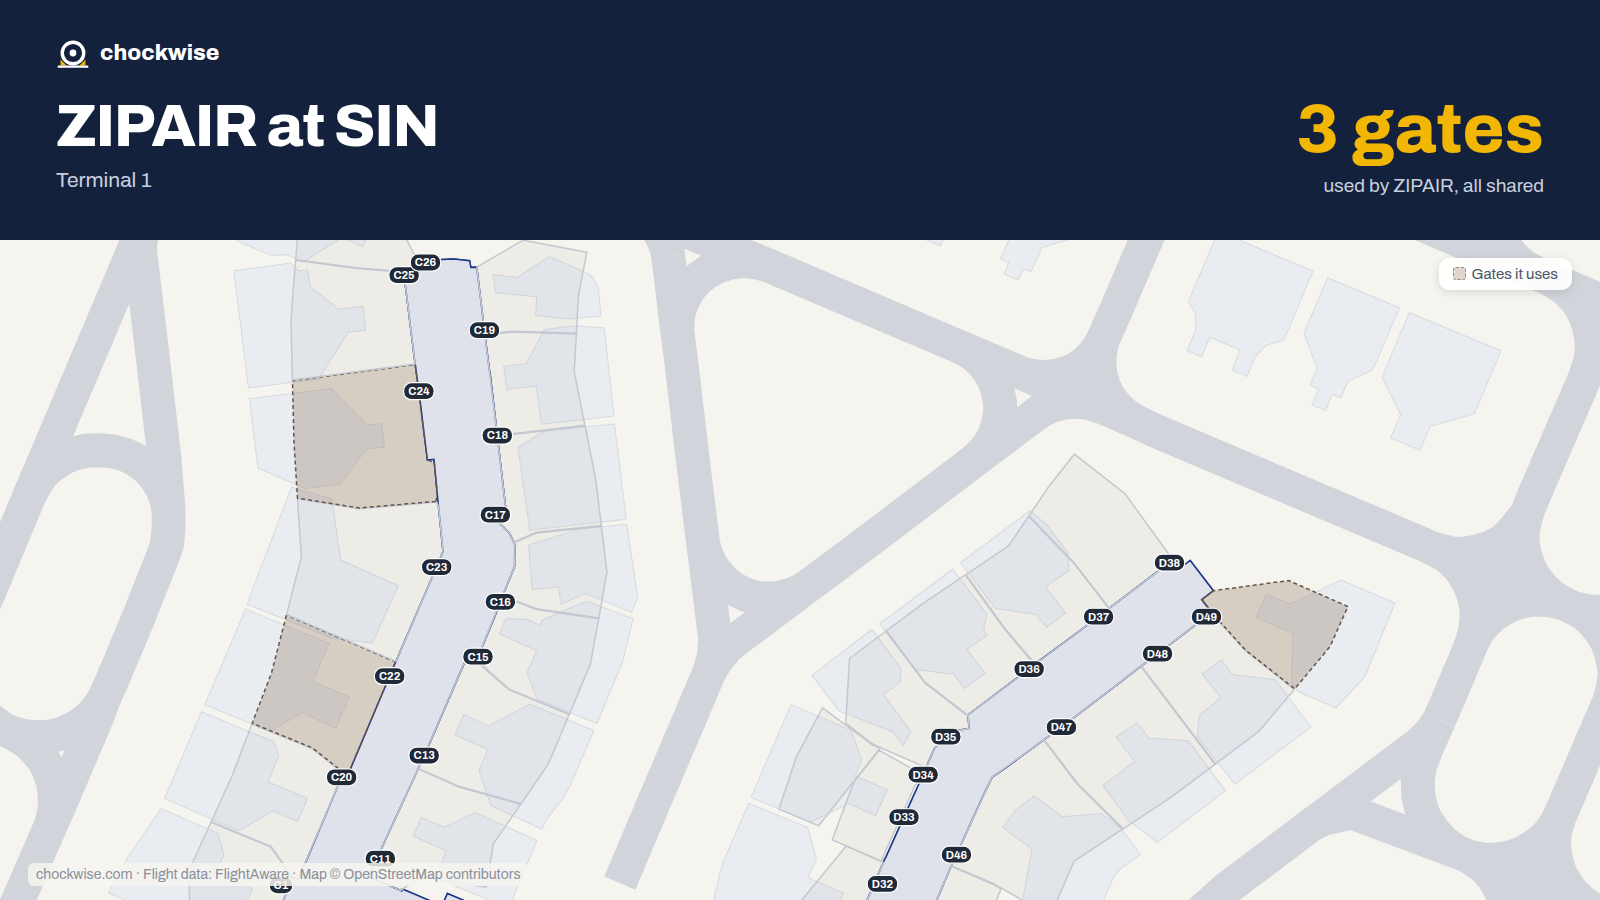 chockwise
ZIPAIR at SIN
Terminal 1
3 gates
used by ZIPAIR, all shared
Gates it uses
C26
C25
C19
C24
C18
C17
C23
C16
C15
C22
C13
C20
C11
C1
D38
D49
D37
D48
D36
D47
D35
D34
D33
D46
D32
chockwise.com · Flight data: FlightAware · Map © OpenStreetMap contributors